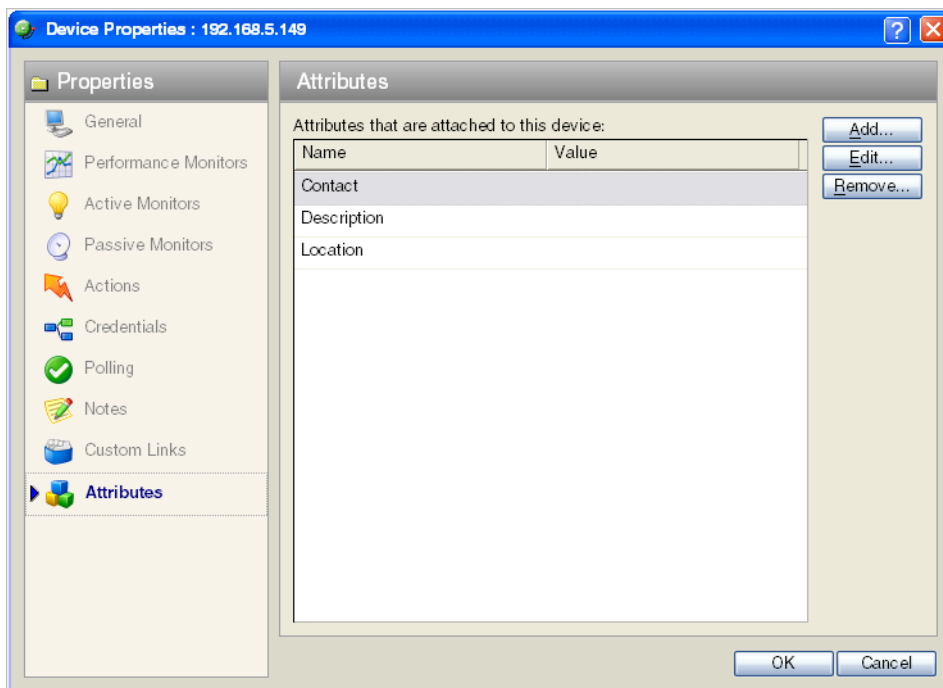 Device Properties : 192.168.5.149
?
Properties
General
Performance Monitors
Active Monitors
Passive Monitors
Actions
Credentials
Polling
Notes
Custom Links
Attributes
Attributes
Attributes that are attached to this device:
Name Value
Contact
Description
Location
Add...
Edit...
Remove...
OK Cancel